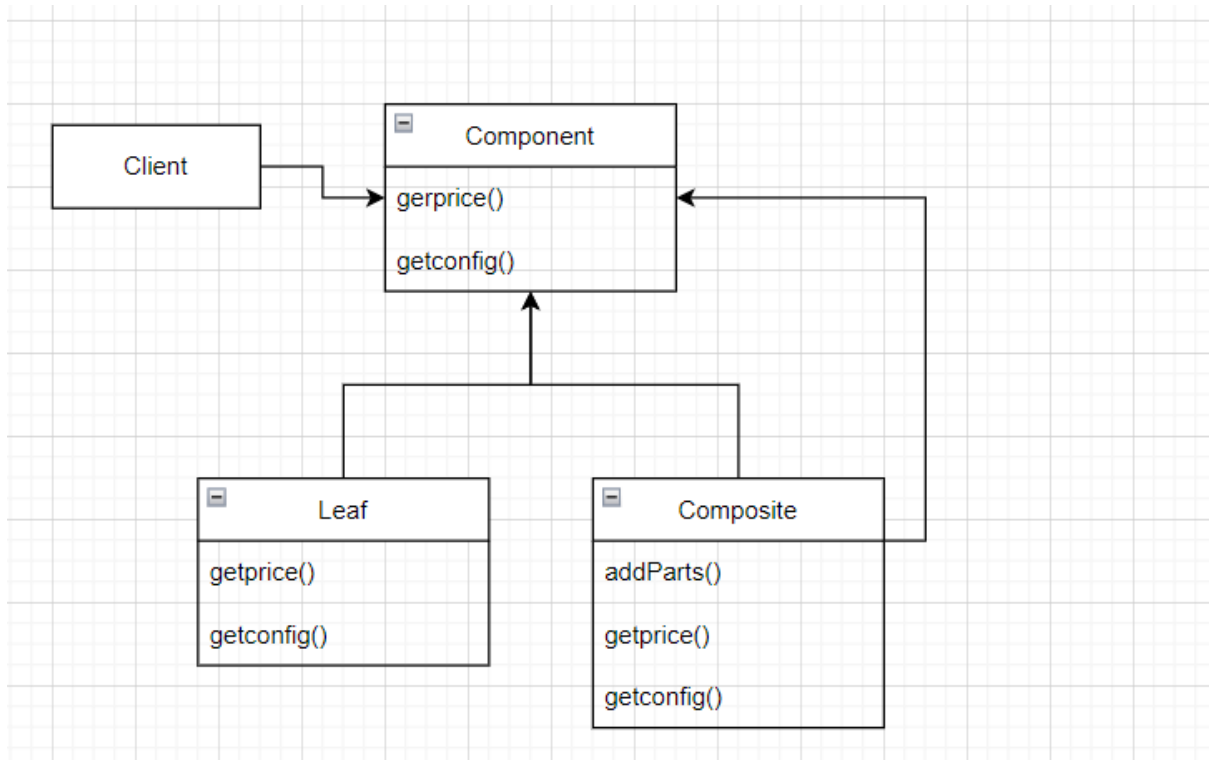 Client
Component
gerprice()
getconfig()
Leaf
getprice()
getconfig()
Composite
addParts()
getprice()
getconfig()